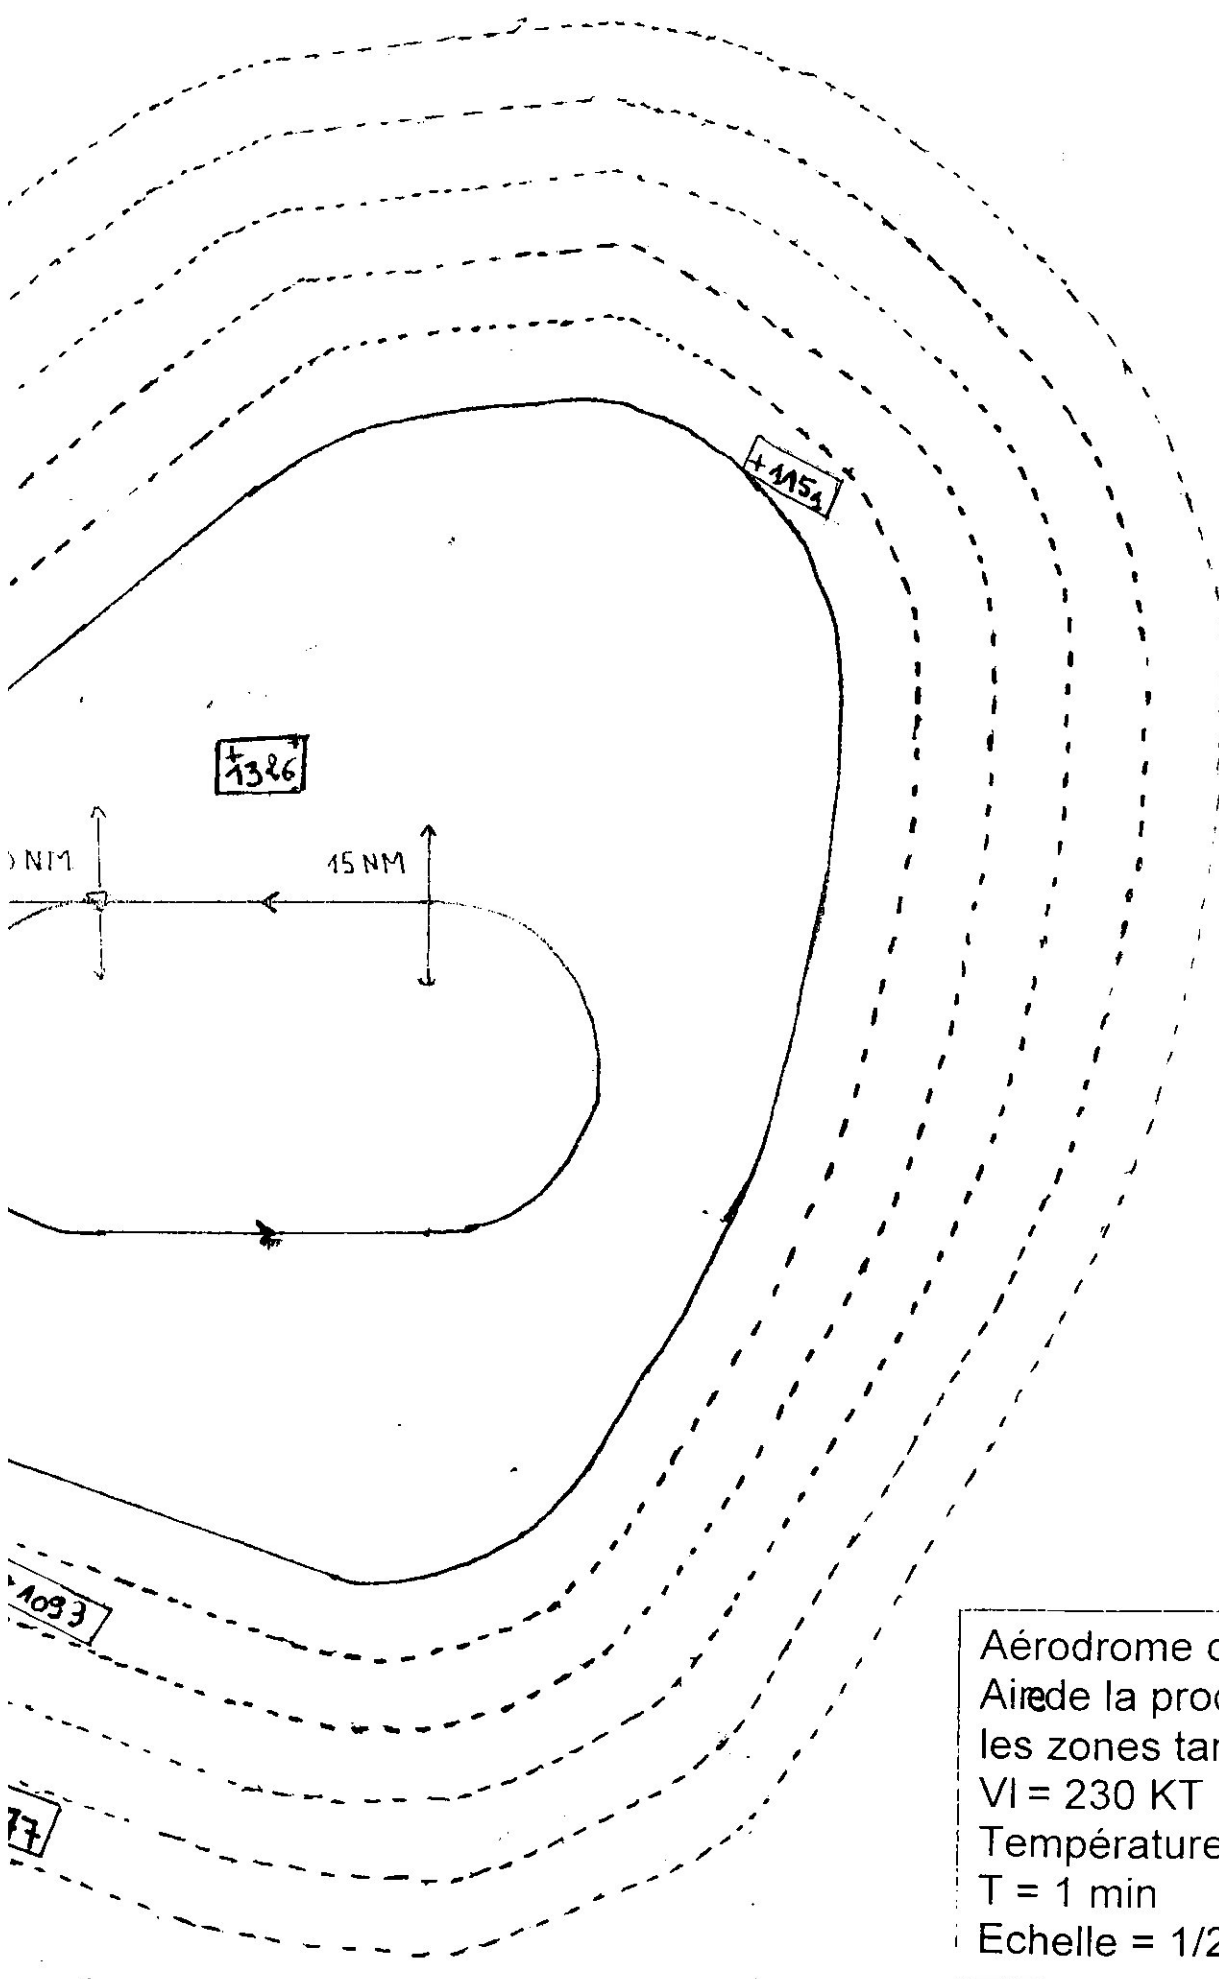 +1151
+1326
NM
15 NM
1093
77
Aérodrome
Airede la proc
les zones tar
VI = 230 KT
Température
T = 1 min
Echelle = 1/2